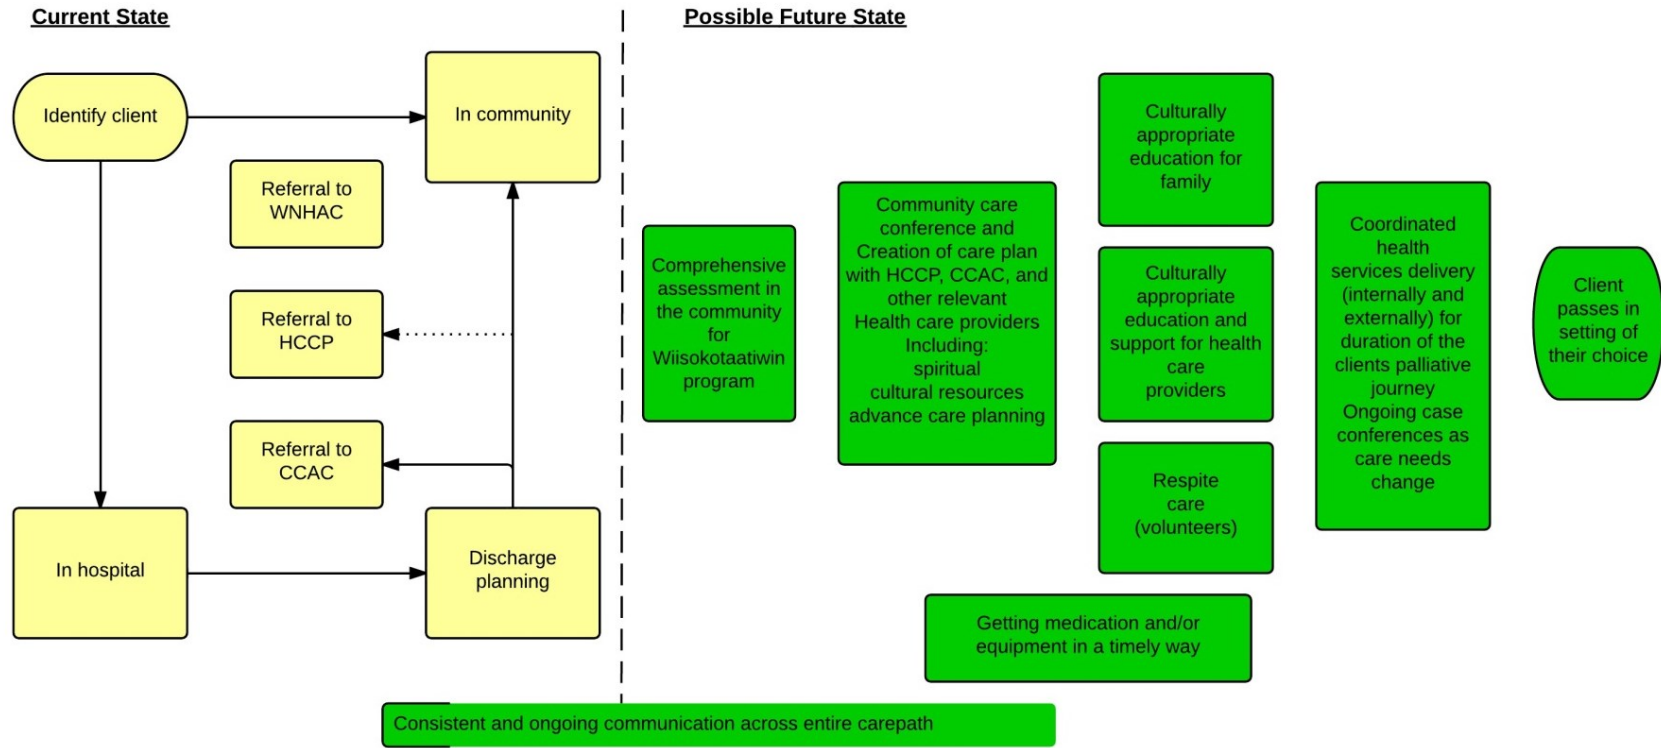 Current State
Possible Future State
Identify client
In community
Referral to
WNHAC
Referral to
HCCP
Referral to
CCAC
In hospital
Discharge
planning
Comprehensive
assessment in
the community
for
Wiisokotaatiwin
program
Community care
conference and
Creation of care plan
with HCCP, CCAC, and
other relevant
Health care providers
Including:
spiritual
cultural resources
advance care planning
Culturally
appropriate
education for
family
Culturally
appropriate
education and
support for health
care
providers
Respite
care
(volunteers)
Coordinated
health
services delivery
(internally and
externally) for
duration of the
clients palliative
journey
Ongoing case
conferences as
care needs
change
Client
passes in
setting of
their choice
Getting medication and/or
equipment in a timely way
Consistent and ongoing communication across entire carepath